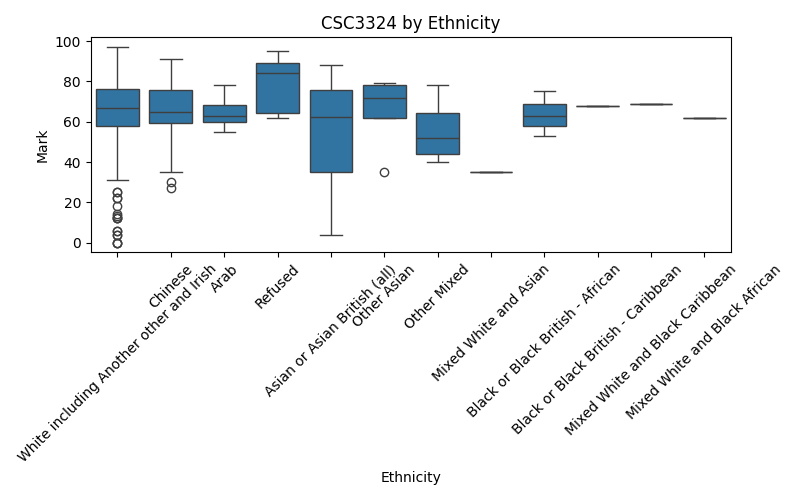 CSC3324 by Ethnicity
Mark
100
80
60
40
20
0
White including Another other and Irish
Chinese
Arab
Refused
Asian or Asian British (all)
Other Asian
Other Mixed
Mixed White and Asian
Black or Black British - African
Black or Black British - Caribbean
Mixed White and Black Caribbean
Mixed White and Black African
Ethnicity